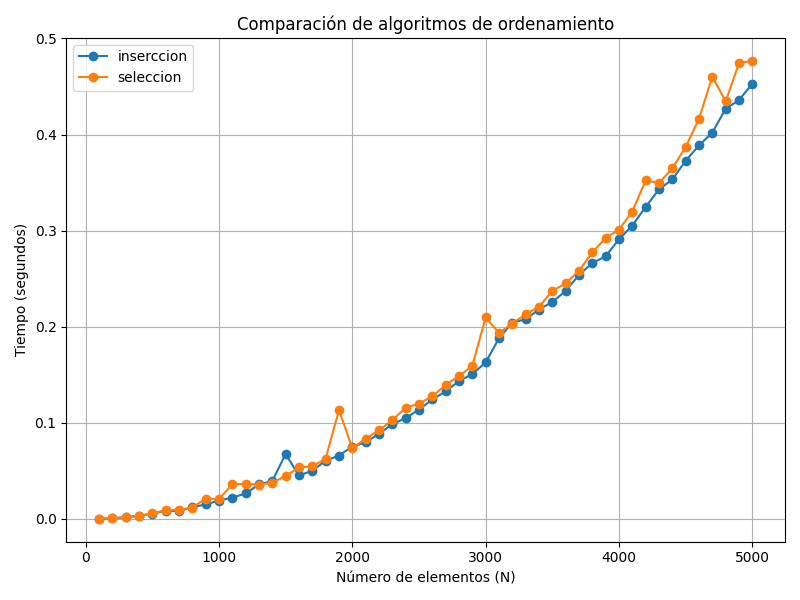 Comparación de algoritmos de ordenamiento
inserccion
seleccion
0.5
0.4
0.3
0.2
0.1
0.0
Tiempo (segundos)
0 1000 2000 3000 4000 5000
Número de elementos (N)